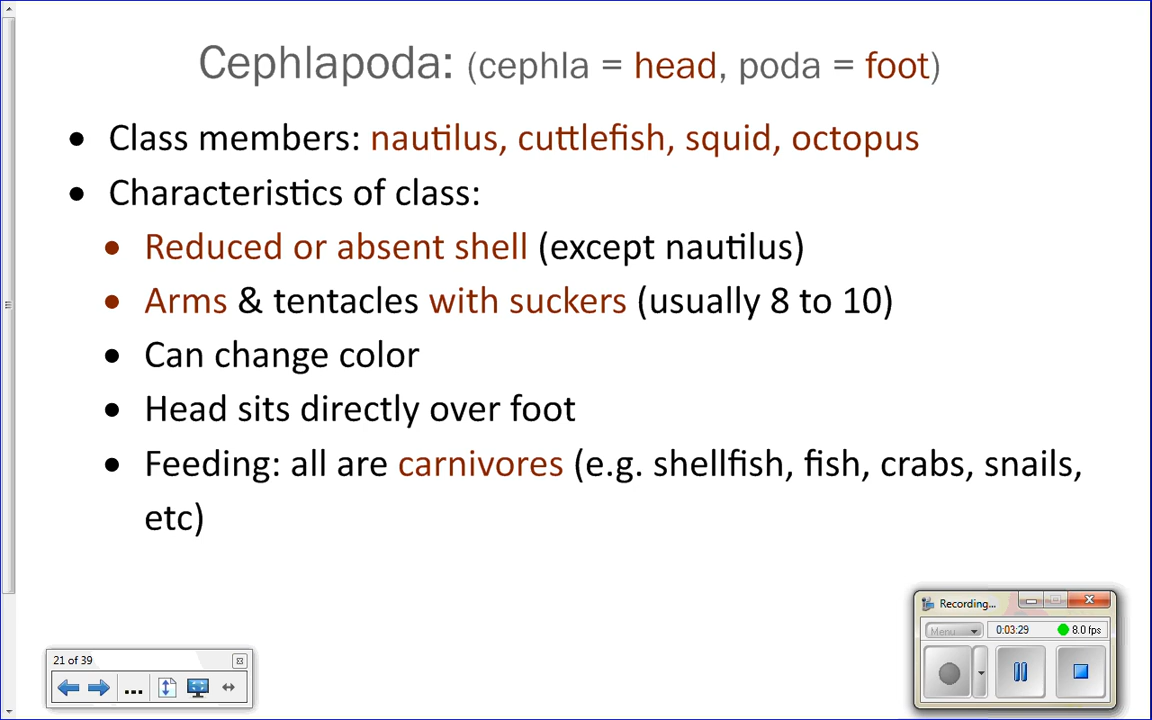 Cephlapoda: (cephla = head, poda = foot)
• Class members: nautilus, cuttlefish, squid, octopus
• Characteristics of class:
• Reduced or absent shell (except nautilus)
• Arms & tentacles with suckers (usually 8 to 10)
• Can change color
• Head sits directly over foot
• Feeding: all are carnivores (e.g. shellfish, fish, crabs, snails,
etc)
Recording...
Menu 0:03:29 8.0 fps
21 of 39
...